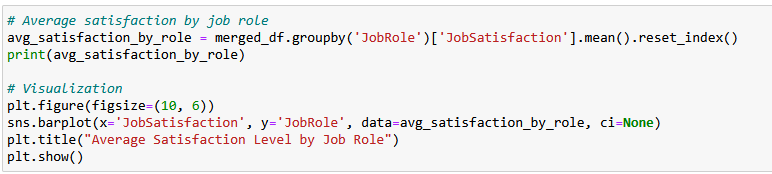 # Average satisfaction by job role
avg_satisfaction_by_role = merged_df.groupby('JobRole')['JobSatisfaction'].mean().reset_index()
print(avg_satisfaction_by_role)
# Visualization
plt.figure(figsize=(10, 6))
sns.barplot(x='JobSatisfaction', y='JobRole', data=avg_satisfaction_by_role, ci=None)
plt.title("Average Satisfaction Level by Job Role")
plt.show()